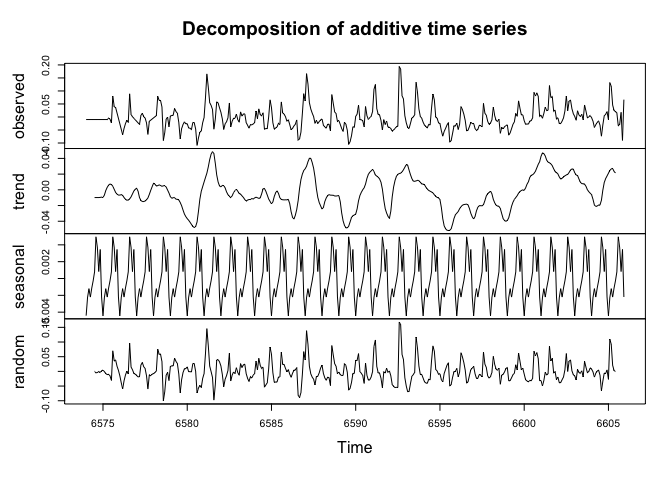 Decomposition of additive time series
observed
-0.10 0.05 0.20
trend
-0.04 0.00 0.04
seasonal
0.002
random
-0.10 0.05
6575 6580 6585 6590 6595 6600 6605
Time